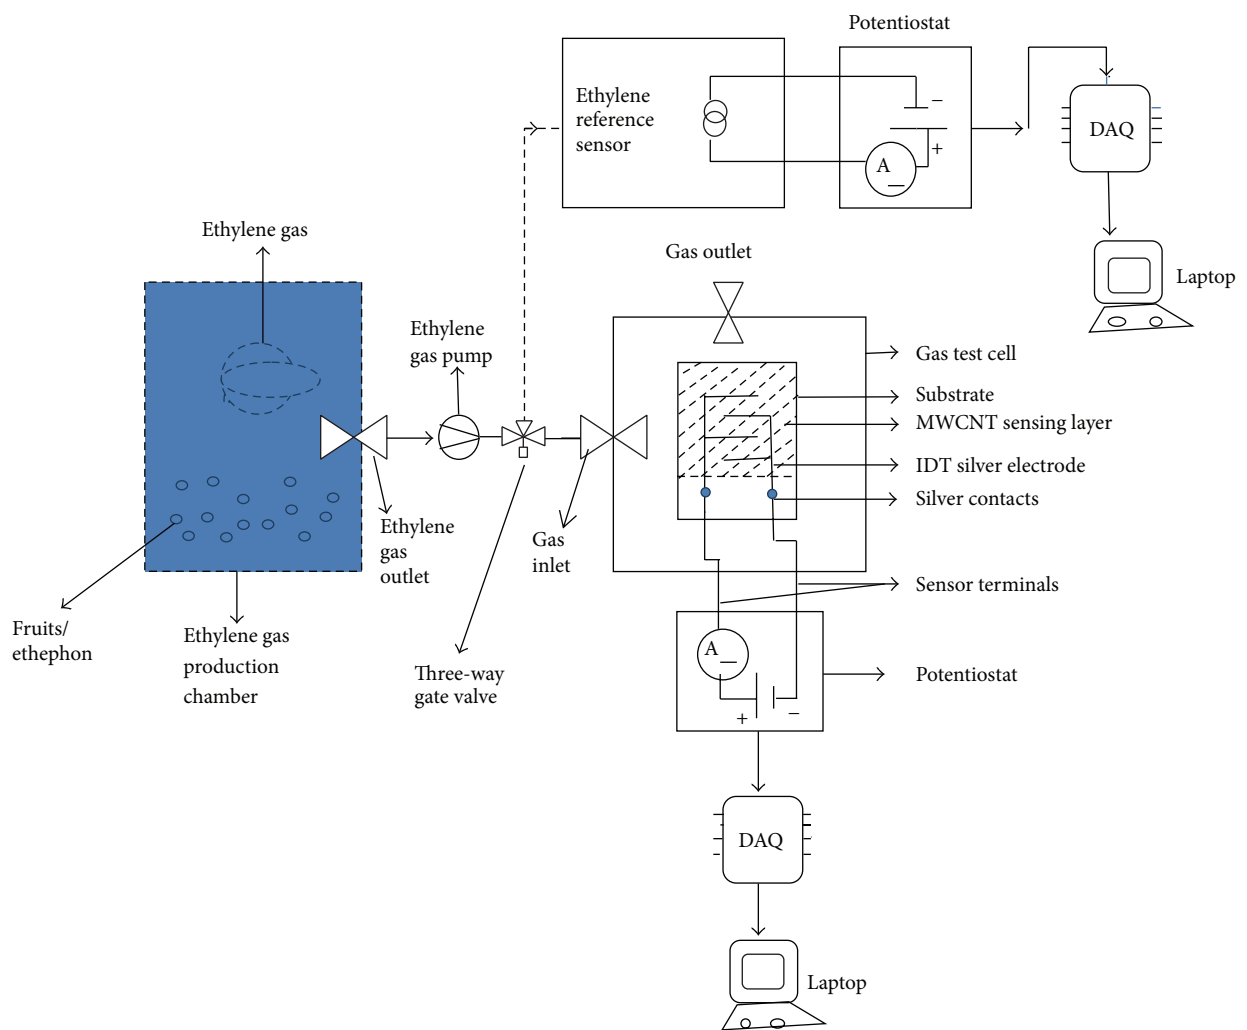 Potentiostat
Ethylene
reference
sensor
A
−
+
DAQ
Laptop
Ethylene gas
Gas outlet
Ethylene
gas pump
Gas test cell
Substrate
MWCNT sensing layer
IDT silver electrode
Silver contacts
Ethylene
gas
outlet
Gas
inlet
Sensor terminals
Fruits/
ethephon
Ethylene gas
production
chamber
Three-way
gate valve
A
Potentiostat
+
−
DAQ
Laptop